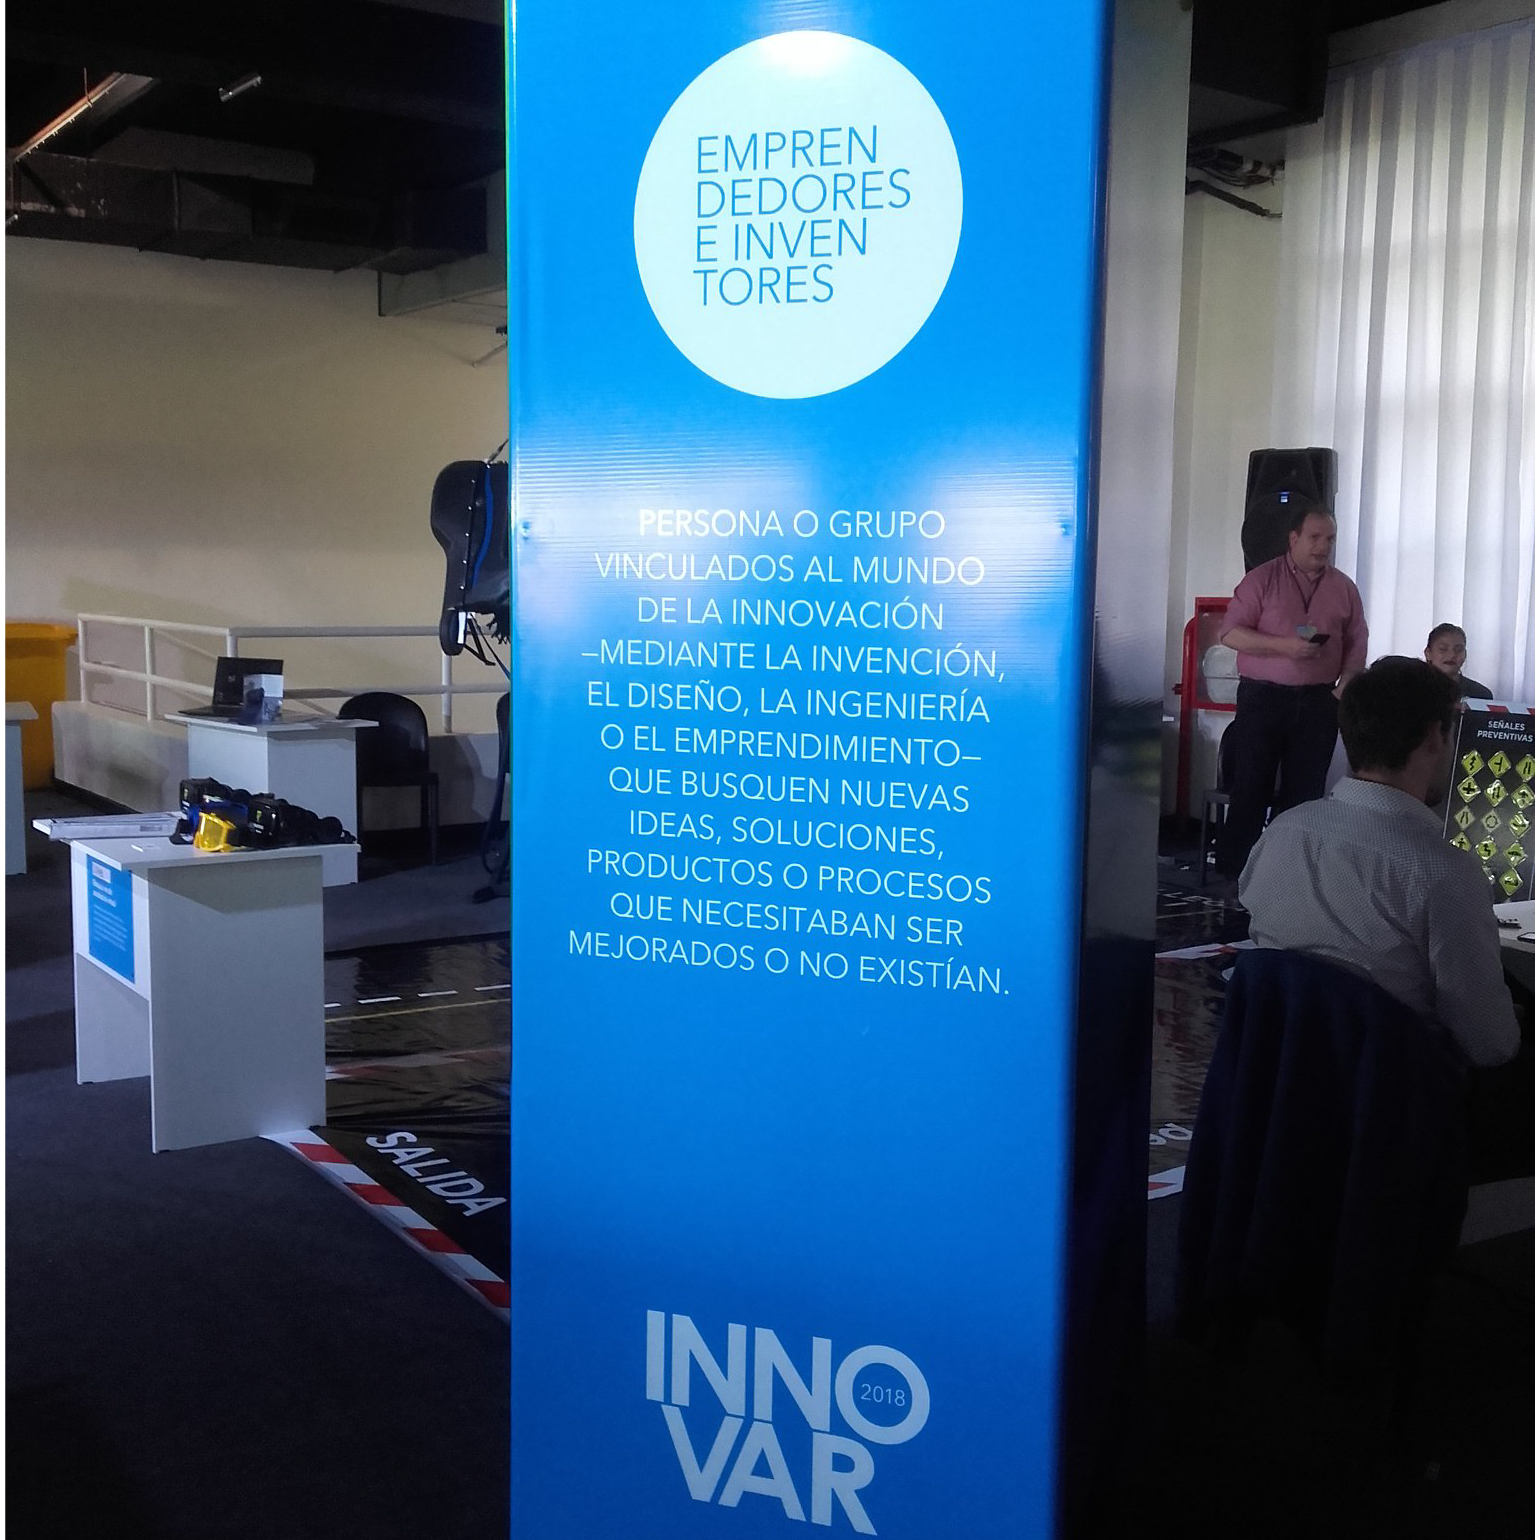 EMPREN
DEDORES
E INVEN
TORES
PERSONA O GRUPO
VINCULADOS AL MUNDO
DE LA INNOVACIÓN
–MEDIANTE LA INVENCIÓN,
EL DISEÑO, LA INGENIERÍA
O EL EMPRENDIMIENTO–
QUE BUSQUEN NUEVAS
IDEAS, SOLUCIONES,
PRODUCTOS O PROCESOS
QUE NECESITABAN SER
MEJORADOS O NO EXISTÍAN.
INNO
2018
VAR
SALIDA
SEÑALES
PREVENTIVAS